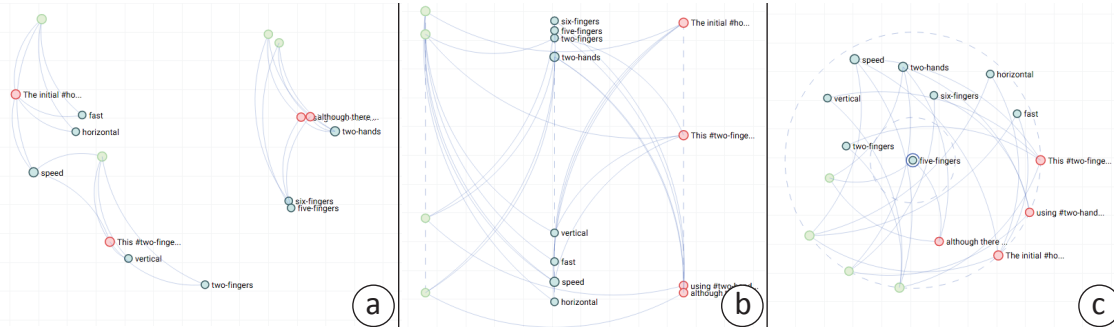 The initial #ho...
fast
horizontal
speed
although there ...
two-hands
six-fingers
five-fingers
This #two-finge...
vertical
two-fingers
a
six-fingers
five-fingers
two-fingers
two-hands
The initial #ho...
This #two-finge...
vertical
fast
speed
horizontal
using #two-hand...
although
b
speed
two-hands
horizontal
vertical
six-fingers
fast
two-fingers
five-fingers
This #two-finge...
using #two-hand...
although there ...
The initial #ho...
c